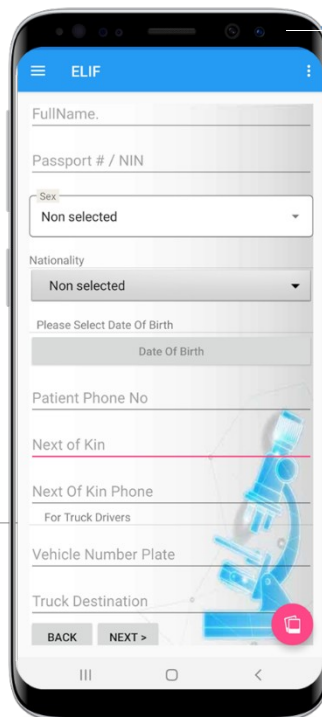 ELIF
FullName.
Passport # / NIN
Sex
Non selected
Nationality
Non selected
Please Select Date Of Birth
Date Of Birth
Patient Phone No
Next of Kin
Next Of Kin Phone
For Truck Drivers
Vehicle Number Plate
Truck Destination
BACK NEXT >